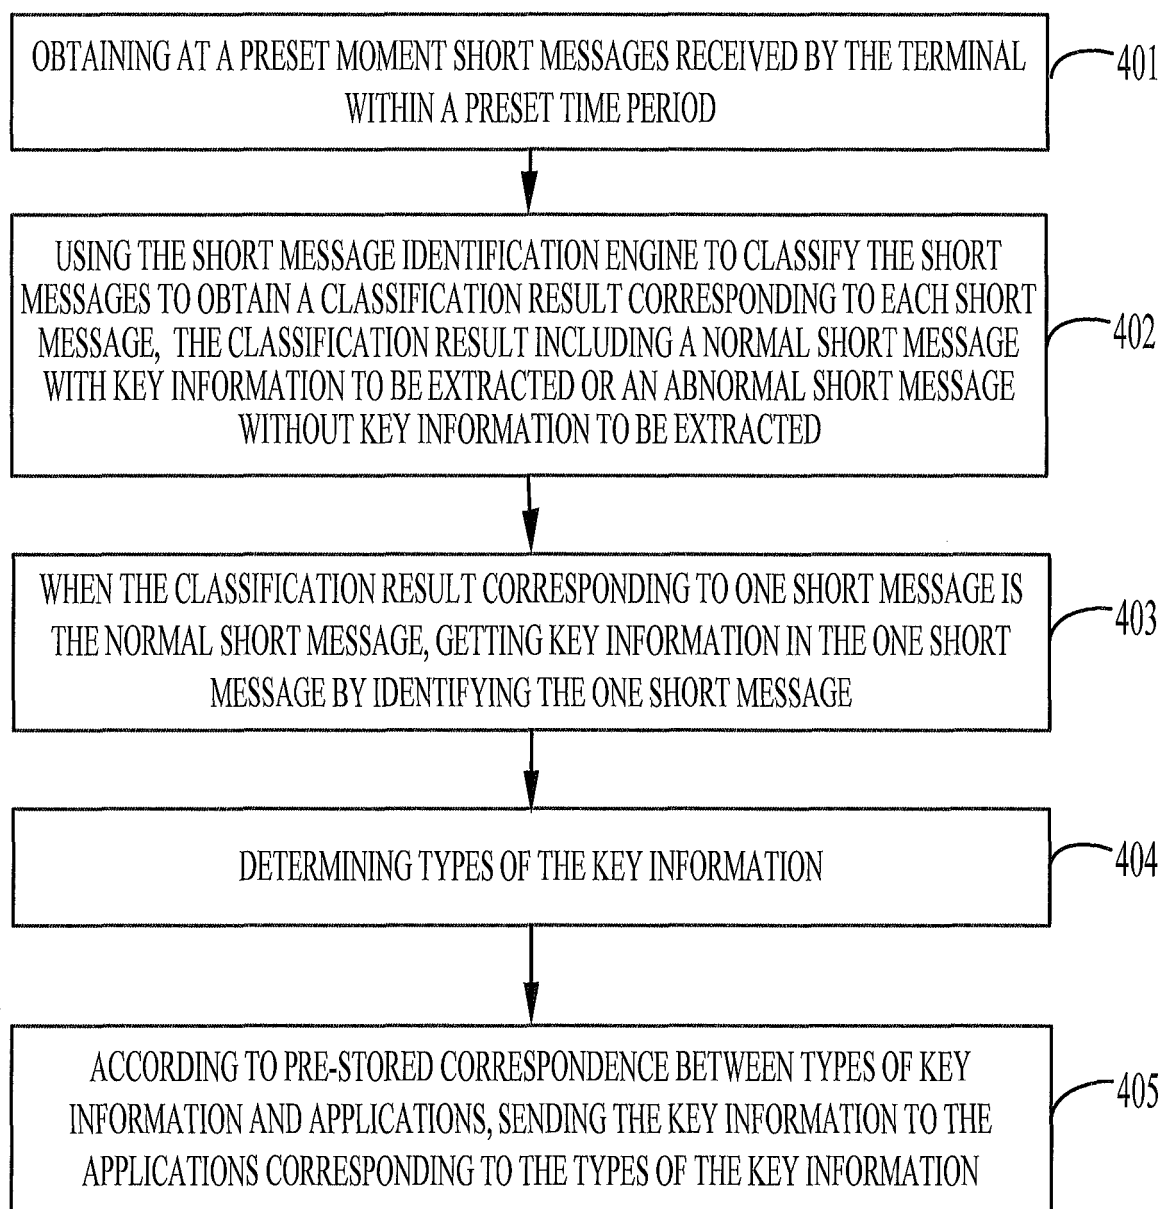 OBTAINING AT A PRESET MOMENT SHORT MESSAGES RECEIVED BY THE TERMINAL
WITHIN A PRESET TIME PERIOD
401
USING THE SHORT MESSAGE IDENTIFICATION ENGINE TO CLASSIFY THE SHORT
MESSAGES TO OBTAIN A CLASSIFICATION RESULT CORRESPONDING TO EACH SHORT
MESSAGE, THE CLASSIFICATION RESULT INCLUDING A NORMAL SHORT MESSAGE
WITH KEY INFORMATION TO BE EXTRACTED OR AN ABNORMAL SHORT MESSAGE
WITHOUT KEY INFORMATION TO BE EXTRACTED
402
WHEN THE CLASSIFICATION RESULT CORRESPONDING TO ONE SHORT MESSAGE IS
THE NORMAL SHORT MESSAGE, GETTING KEY INFORMATION IN THE ONE SHORT
MESSAGE BY IDENTIFYING THE ONE SHORT MESSAGE
403
DETERMINING TYPES OF THE KEY INFORMATION
404
ACCORDING TO PRE-STORED CORRESPONDENCE BETWEEN TYPES OF KEY
INFORMATION AND APPLICATIONS, SENDING THE KEY INFORMATION TO THE
APPLICATIONS CORRESPONDING TO THE TYPES OF THE KEY INFORMATION
405